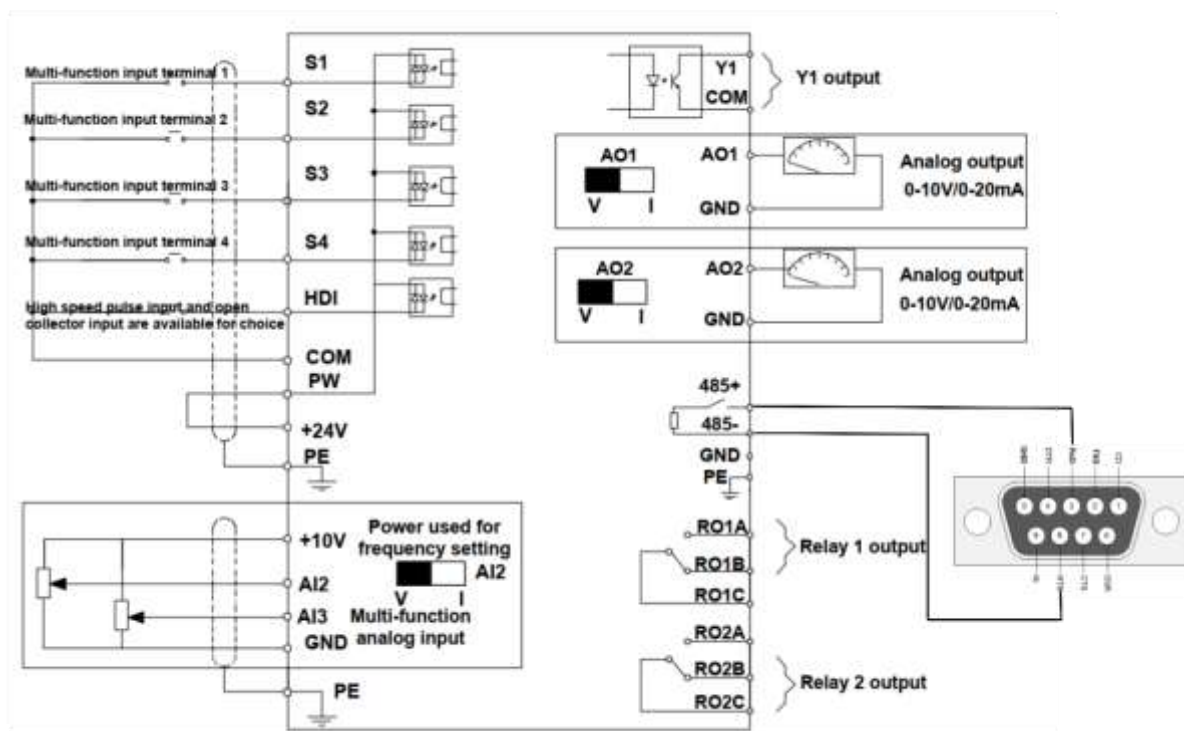 Multi-function input terminal 1
S1
Multi-function input terminal 2
S2
Multi-function input terminal 3
S3
Multi-function input terminal 4
S4
High speed pulse input and open
collector input are available for choice
HDI
COM
PW
+24V
PE
+10V
AI2
AI3
GND
Power used for
frequency setting
AI2
V I
Multi-function
analog input
PE
Y1
COM
Y1 output
AO1
V I
AO1
GND
Analog output
0-10V/0-20mA
AO2
V I
AO2
GND
Analog output
0-10V/0-20mA
485+
485-
GND
PE
RO1A
RO1B
RO1C
Relay 1 output
RO2A
RO2B
RO2C
Relay 2 output